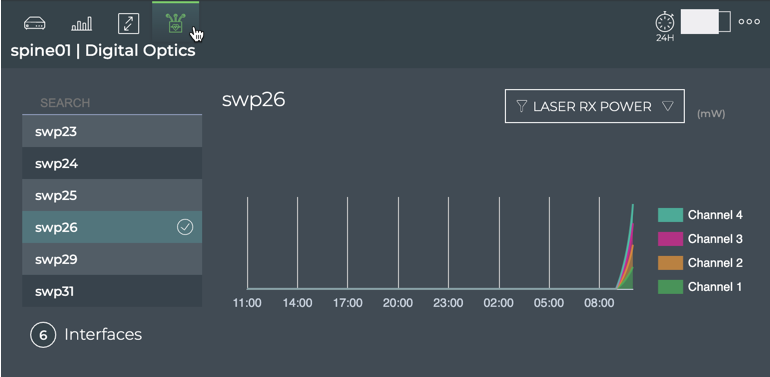 24H
spine01 | Digital Optics
SEARCH
swp23
swp24
swp25
swp26
swp29
swp31
6 Interfaces
swp26
LASER RX POWER
(mW)
Channel 4
Channel 3
Channel 2
Channel 1
11:00 14:00 17:00 20:00 23:00 02:00 05:00 08:00